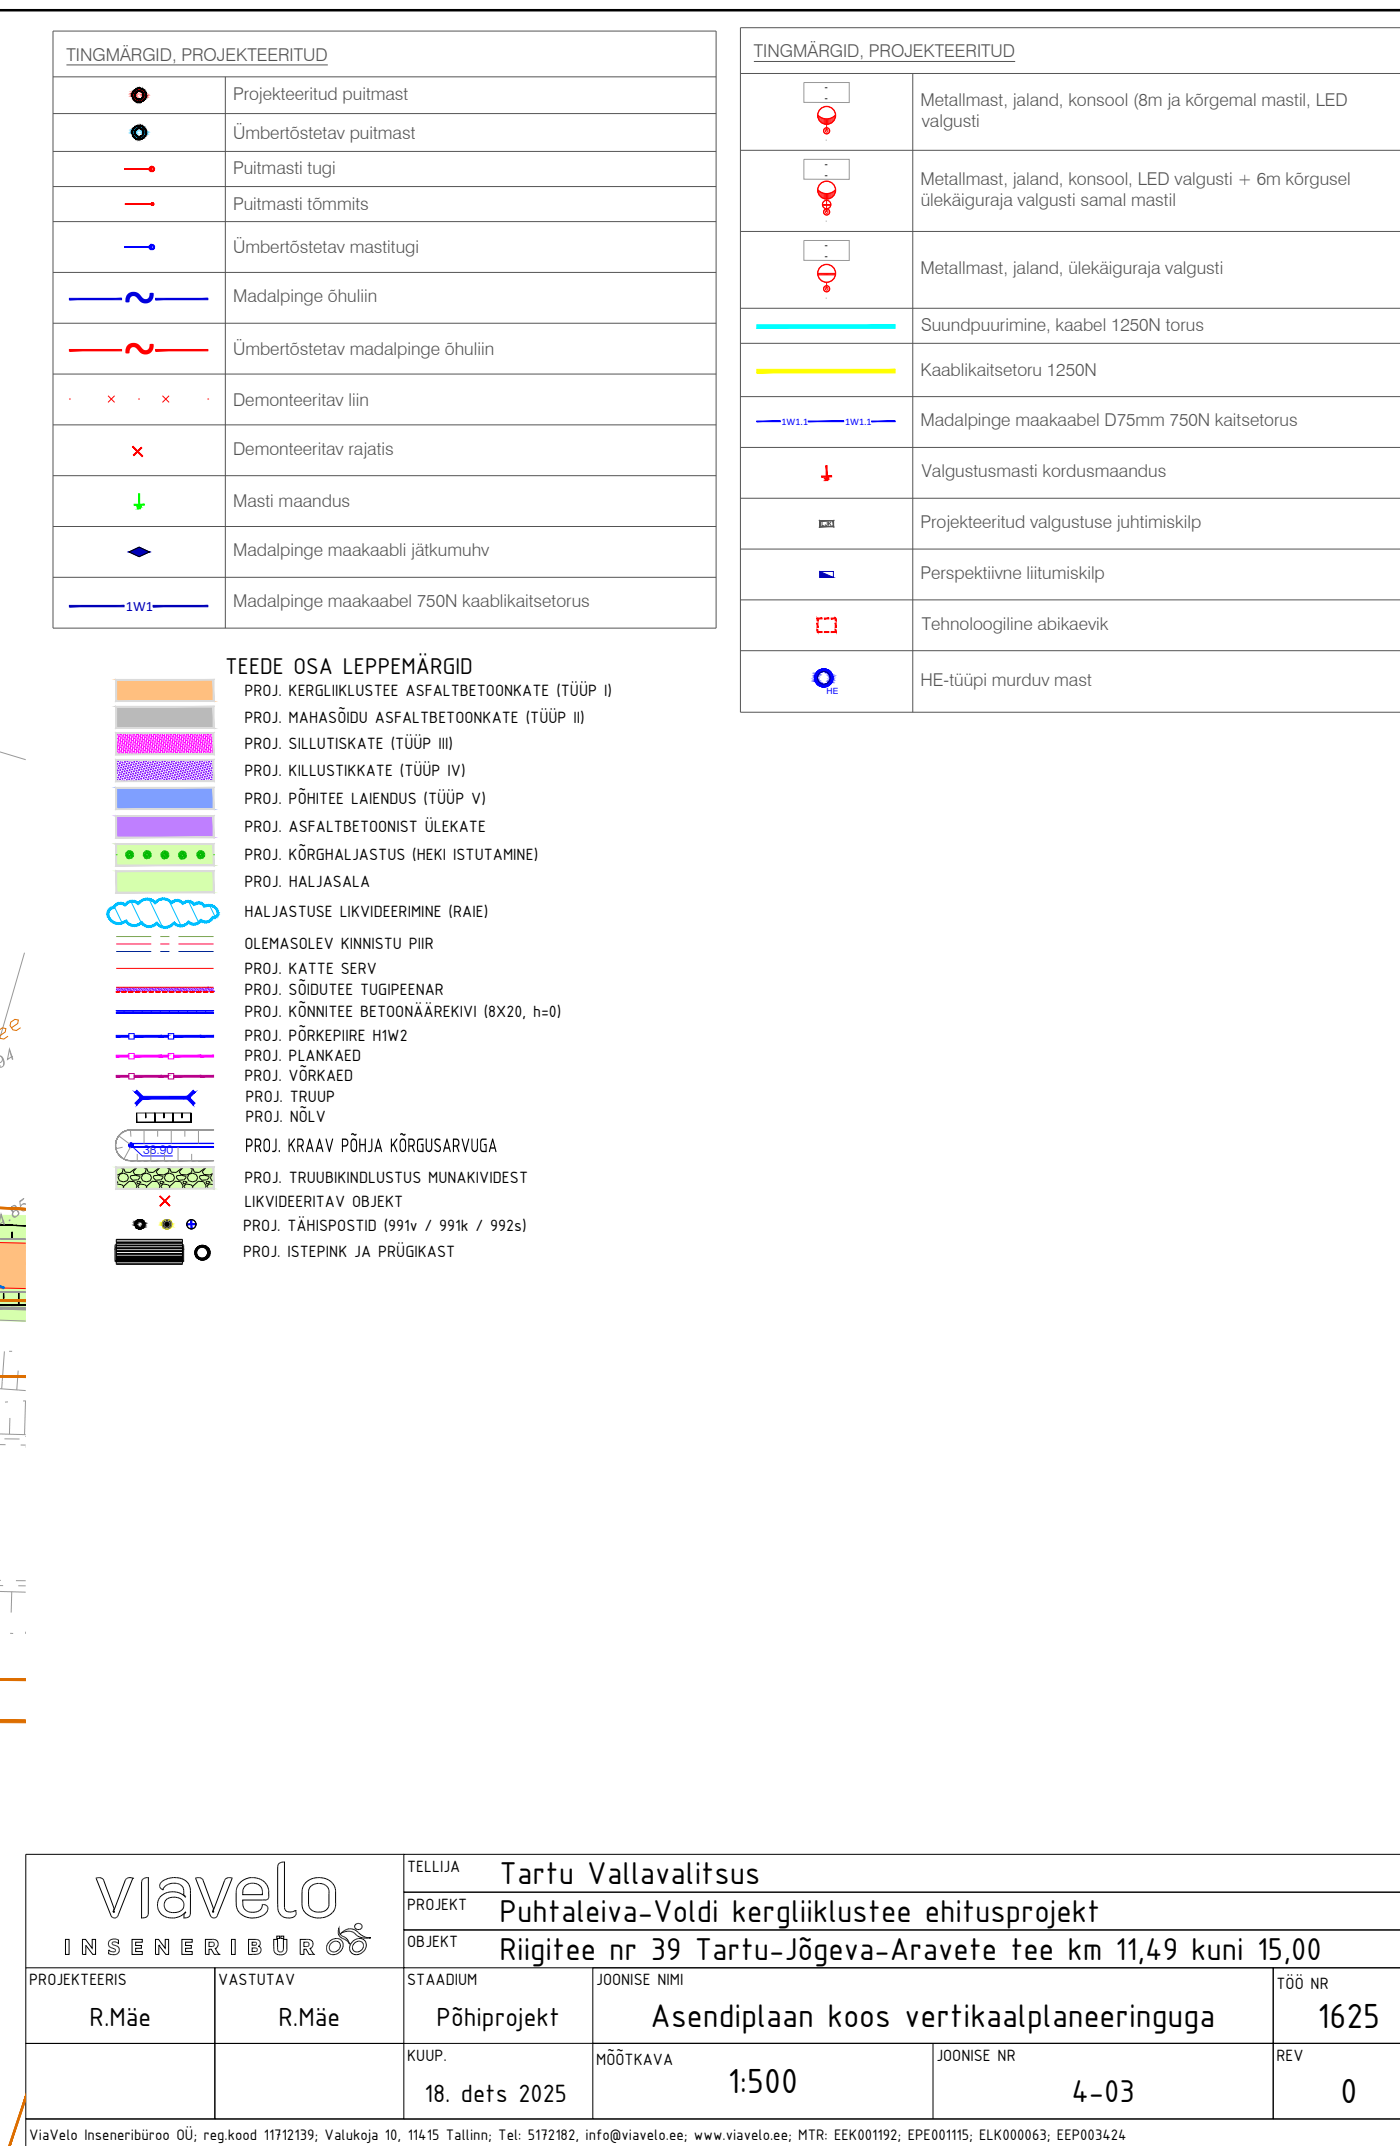 TINGMÄRGID, PROJEKTEERITUD
Projekteeritud puitmast
Ümbertõstetav puitmast
Puitmasti tugi
Puitmasti tõmmits
Ümbertõstetav mastitugi
Madalpinge õhuliin
Ümbertõstetav madalpinge õhuliin
Demonteeritav liin
Demonteeritav rajatis
Masti maandus
Madalpinge maakaabli jätkumuhv
1W1
Madalpinge maakaabel 750N kaablikaitsetorus
TINGMÄRGID, PROJEKTEERITUD
Metallmast, jaland, konsool (8m ja kõrgemal mastil, LED
valgusti
Metallmast, jaland, konsool, LED valgusti + 6m kõrgusel
ülekäiguraja valgusti samal mastil
Metallmast, jaland, ülekäiguraja valgusti
Suundpuurimine, kaabel 1250N torus
Kaablikaitsetoru 1250N
1W1.1 1W1.1
Madalpinge maakaabel D75mm 750N kaitsetorus
Valgustusmasti kordusmaandus
Projekteeritud valgustuse juhtimiskilp
Perspektiivne liitumiskilp
Tehnoloogiline abikaevik
HE
HE-tüüpi murduv mast
TEEDE OSA LEPPEMÄRGID
PROJ. KERGLIIKLUSTEE ASFALTBETOONKATE (TÜÜP I)
PROJ. MAHASÕIDU ASFALTBETOONKATE (TÜÜP II)
PROJ. SILLUTISKATE (TÜÜP III)
PROJ. KILLUSTIKKATE (TÜÜP IV)
PROJ. PÕHITEE LAIENDUS (TÜÜP V)
PROJ. ASFALTBETOONIST ÜLEKATE
PROJ. KÕRGHALJASTUS (HEKI ISTUTAMINE)
PROJ. HALJASALA
HALJASTUSE LIKVIDEERIMINE (RAIE)
OLEMASOLEV KINNISTU PIIR
PROJ. KATTE SERV
PROJ. SÕIDUTEE TUGIPEENAR
PROJ. KÕNNITEE BETOONÄÄREKIVI (8X20, h=0)
PROJ. PÕRKEPIIRE H1W2
PROJ. PLANKAED
PROJ. VÕRKAED
PROJ. TRUUP
PROJ. NÕLV
38.90
PROJ. KRAAV PÕHJA KÕRGUSARVUGA
PROJ. TRUUBIKINDLUSTUS MUNAKIVIDEST
LIKVIDEERITAV OBJEKT
PROJ. TÄHISPOSTID (991v / 991k / 992s)
PROJ. ISTEPINK JA PRÜGIKAST
viavelo
INSENERIBÜROO
TELLIJA Tartu Vallavalitsus
PROJEKT Puhtaleiva-Voldi kergliiklustee ehitusprojekt
OBJEKT Riigitee nr 39 Tartu-Jõgeva-Aravete tee km 11,49 kuni 15,00
PROJEKTEERIS VASTUTAV STAADIUM JOONISE NIMI TÖÖ NR
R.Mäe R.Mäe Põhiprojekt Asendiplaan koos vertikaalplaneeringuga 1625
KUUP. MÕÕTKAVA JOONISE NR REV
18. dets 2025 1:500 4-03 0
ViaVelo Inseneribüroo OÜ; reg.kood 11712139; Valukoja 10, 11415 Tallinn; Tel: 5172182, info@viavelo.ee; www.viavelo.ee; MTR: EEK001192; EPE001115; ELK000063; EEP003424